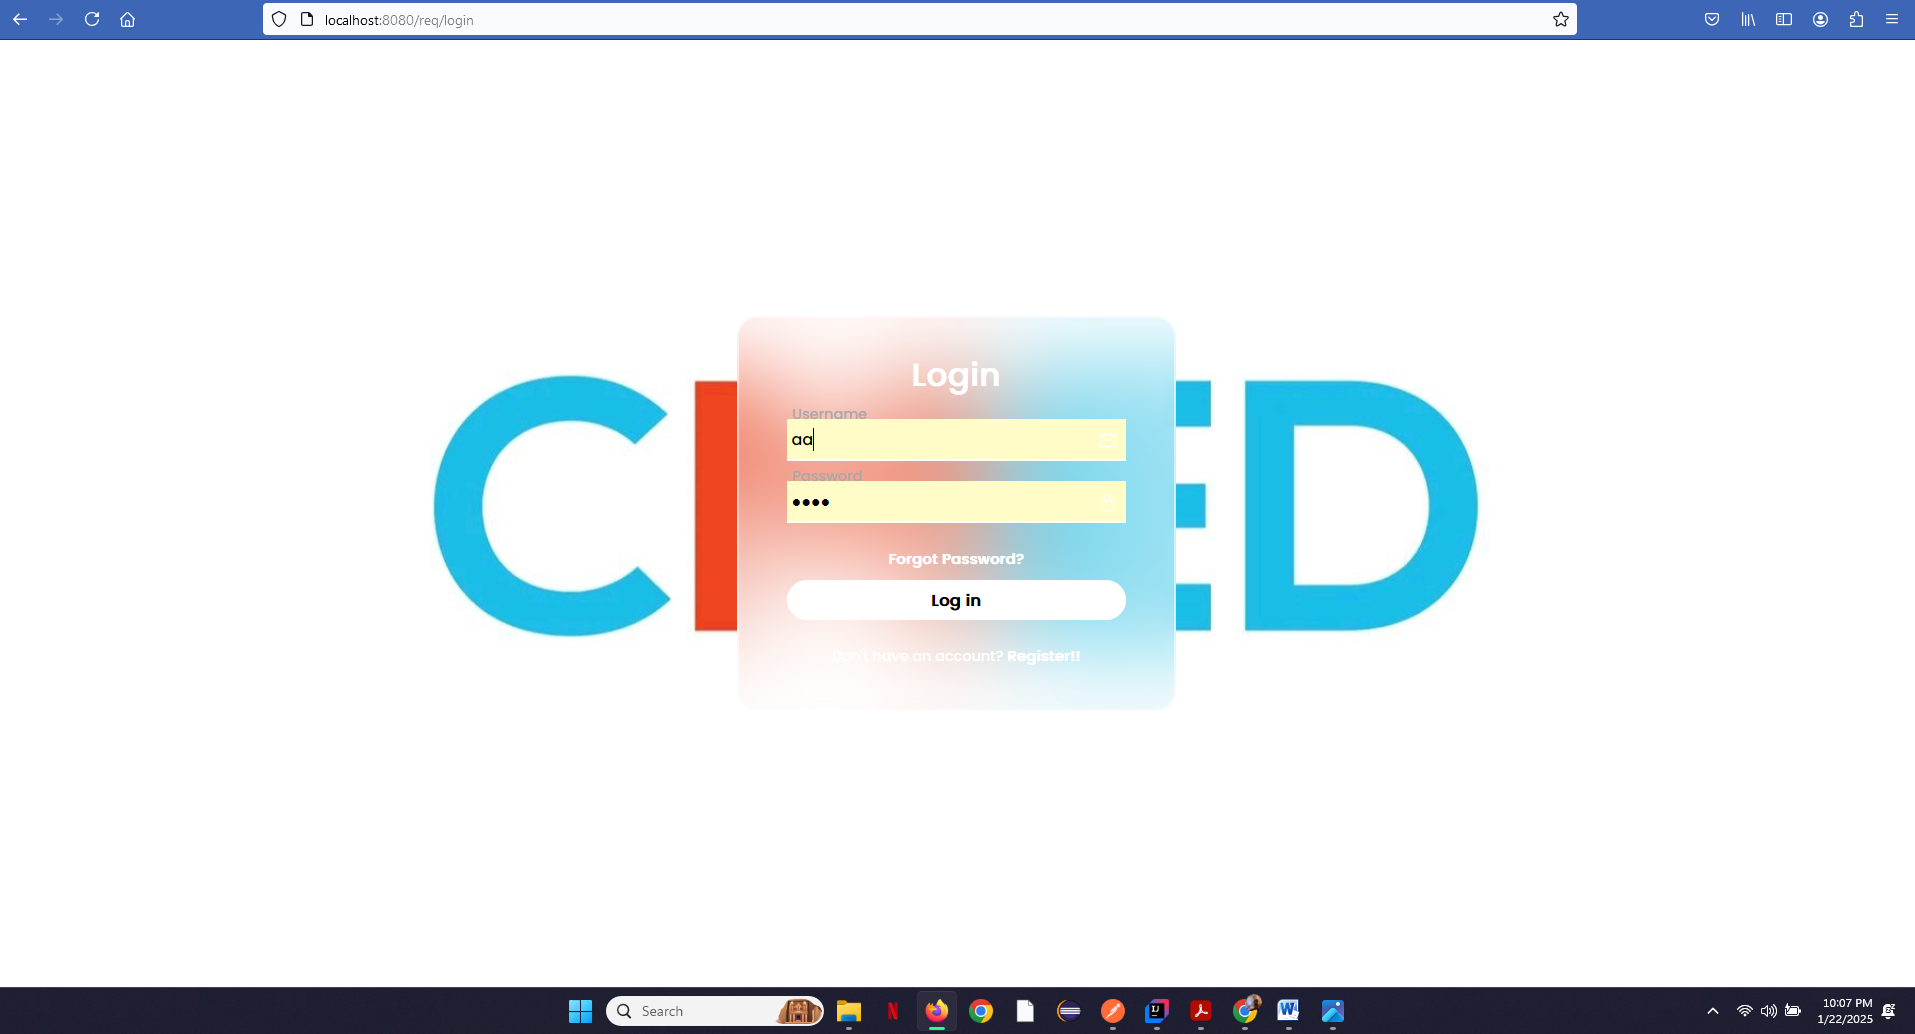 localhost:8080/req/login
Login
Username
aa
Password
Forgot Password?
Log in
Don't have an account? Register!!
C ED
Search
10:07 PM
1/22/2025